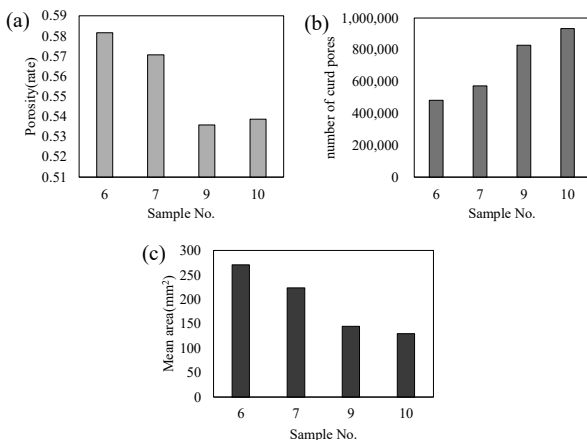 (a)
Porosity(rate)
0.59
0.58
0.57
0.56
0.55
0.54
0.53
0.52
0.51
6 7 9 10
Sample No.
(b)
number of curd pores
1,000,000
800,000
600,000
400,000
200,000
0
6 7 9 10
Sample No.
(c)
Mean area(mm²)
300
250
200
150
100
50
0
6 7 9 10
Sample No.